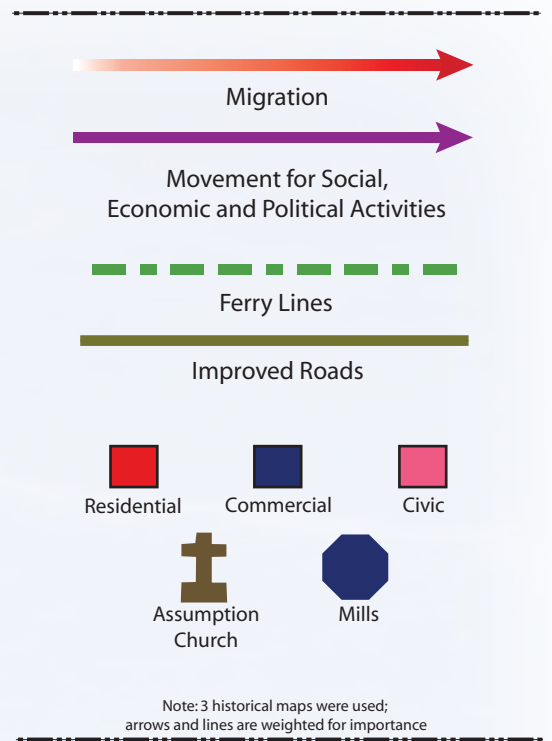 Migration
Movement for Social,
Economic and Political Activities
Ferry Lines
Improved Roads
Residential
Commercial
Civic
Assumption
Church
Mills
Note: 3 historical maps were used;
arrows and lines are weighted for importance